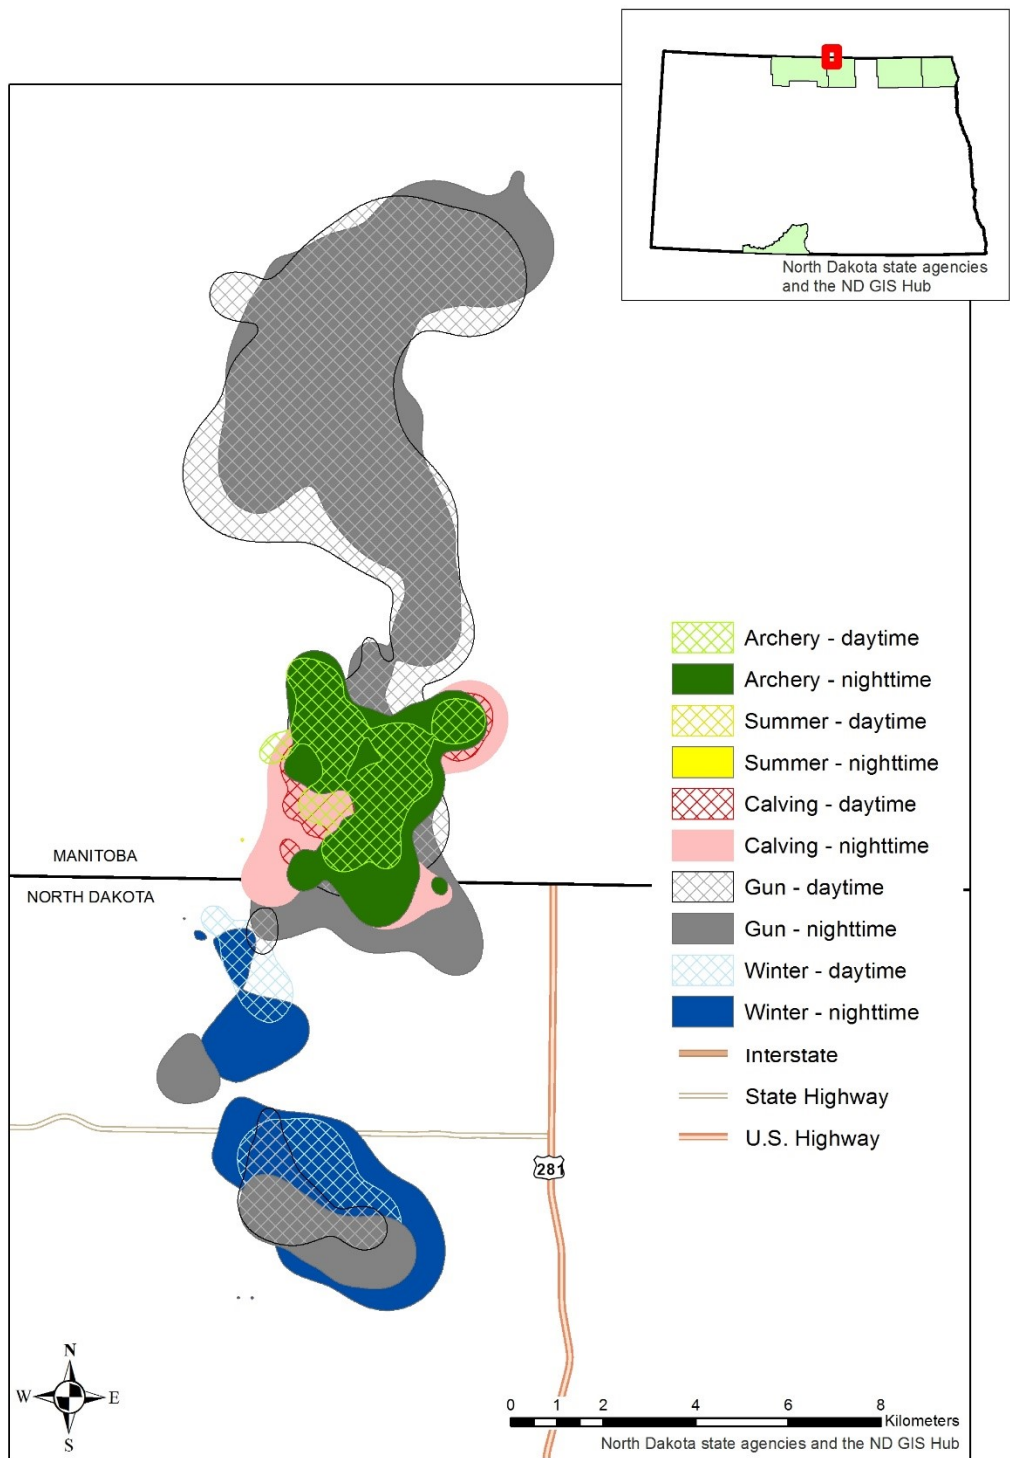 North Dakota state agencies
and the ND GIS Hub
Archery - daytime
Archery - nighttime
Summer - daytime
Summer - nighttime
Calving - daytime
Calving - nighttime
Gun - daytime
Gun - nighttime
Winter - daytime
Winter - nighttime
Interstate
State Highway
U.S. Highway
MANITOBA
NORTH DAKOTA
281
N
W E
S
0 1 2 4 6 8
Kilometers
North Dakota state agencies and the ND GIS Hub